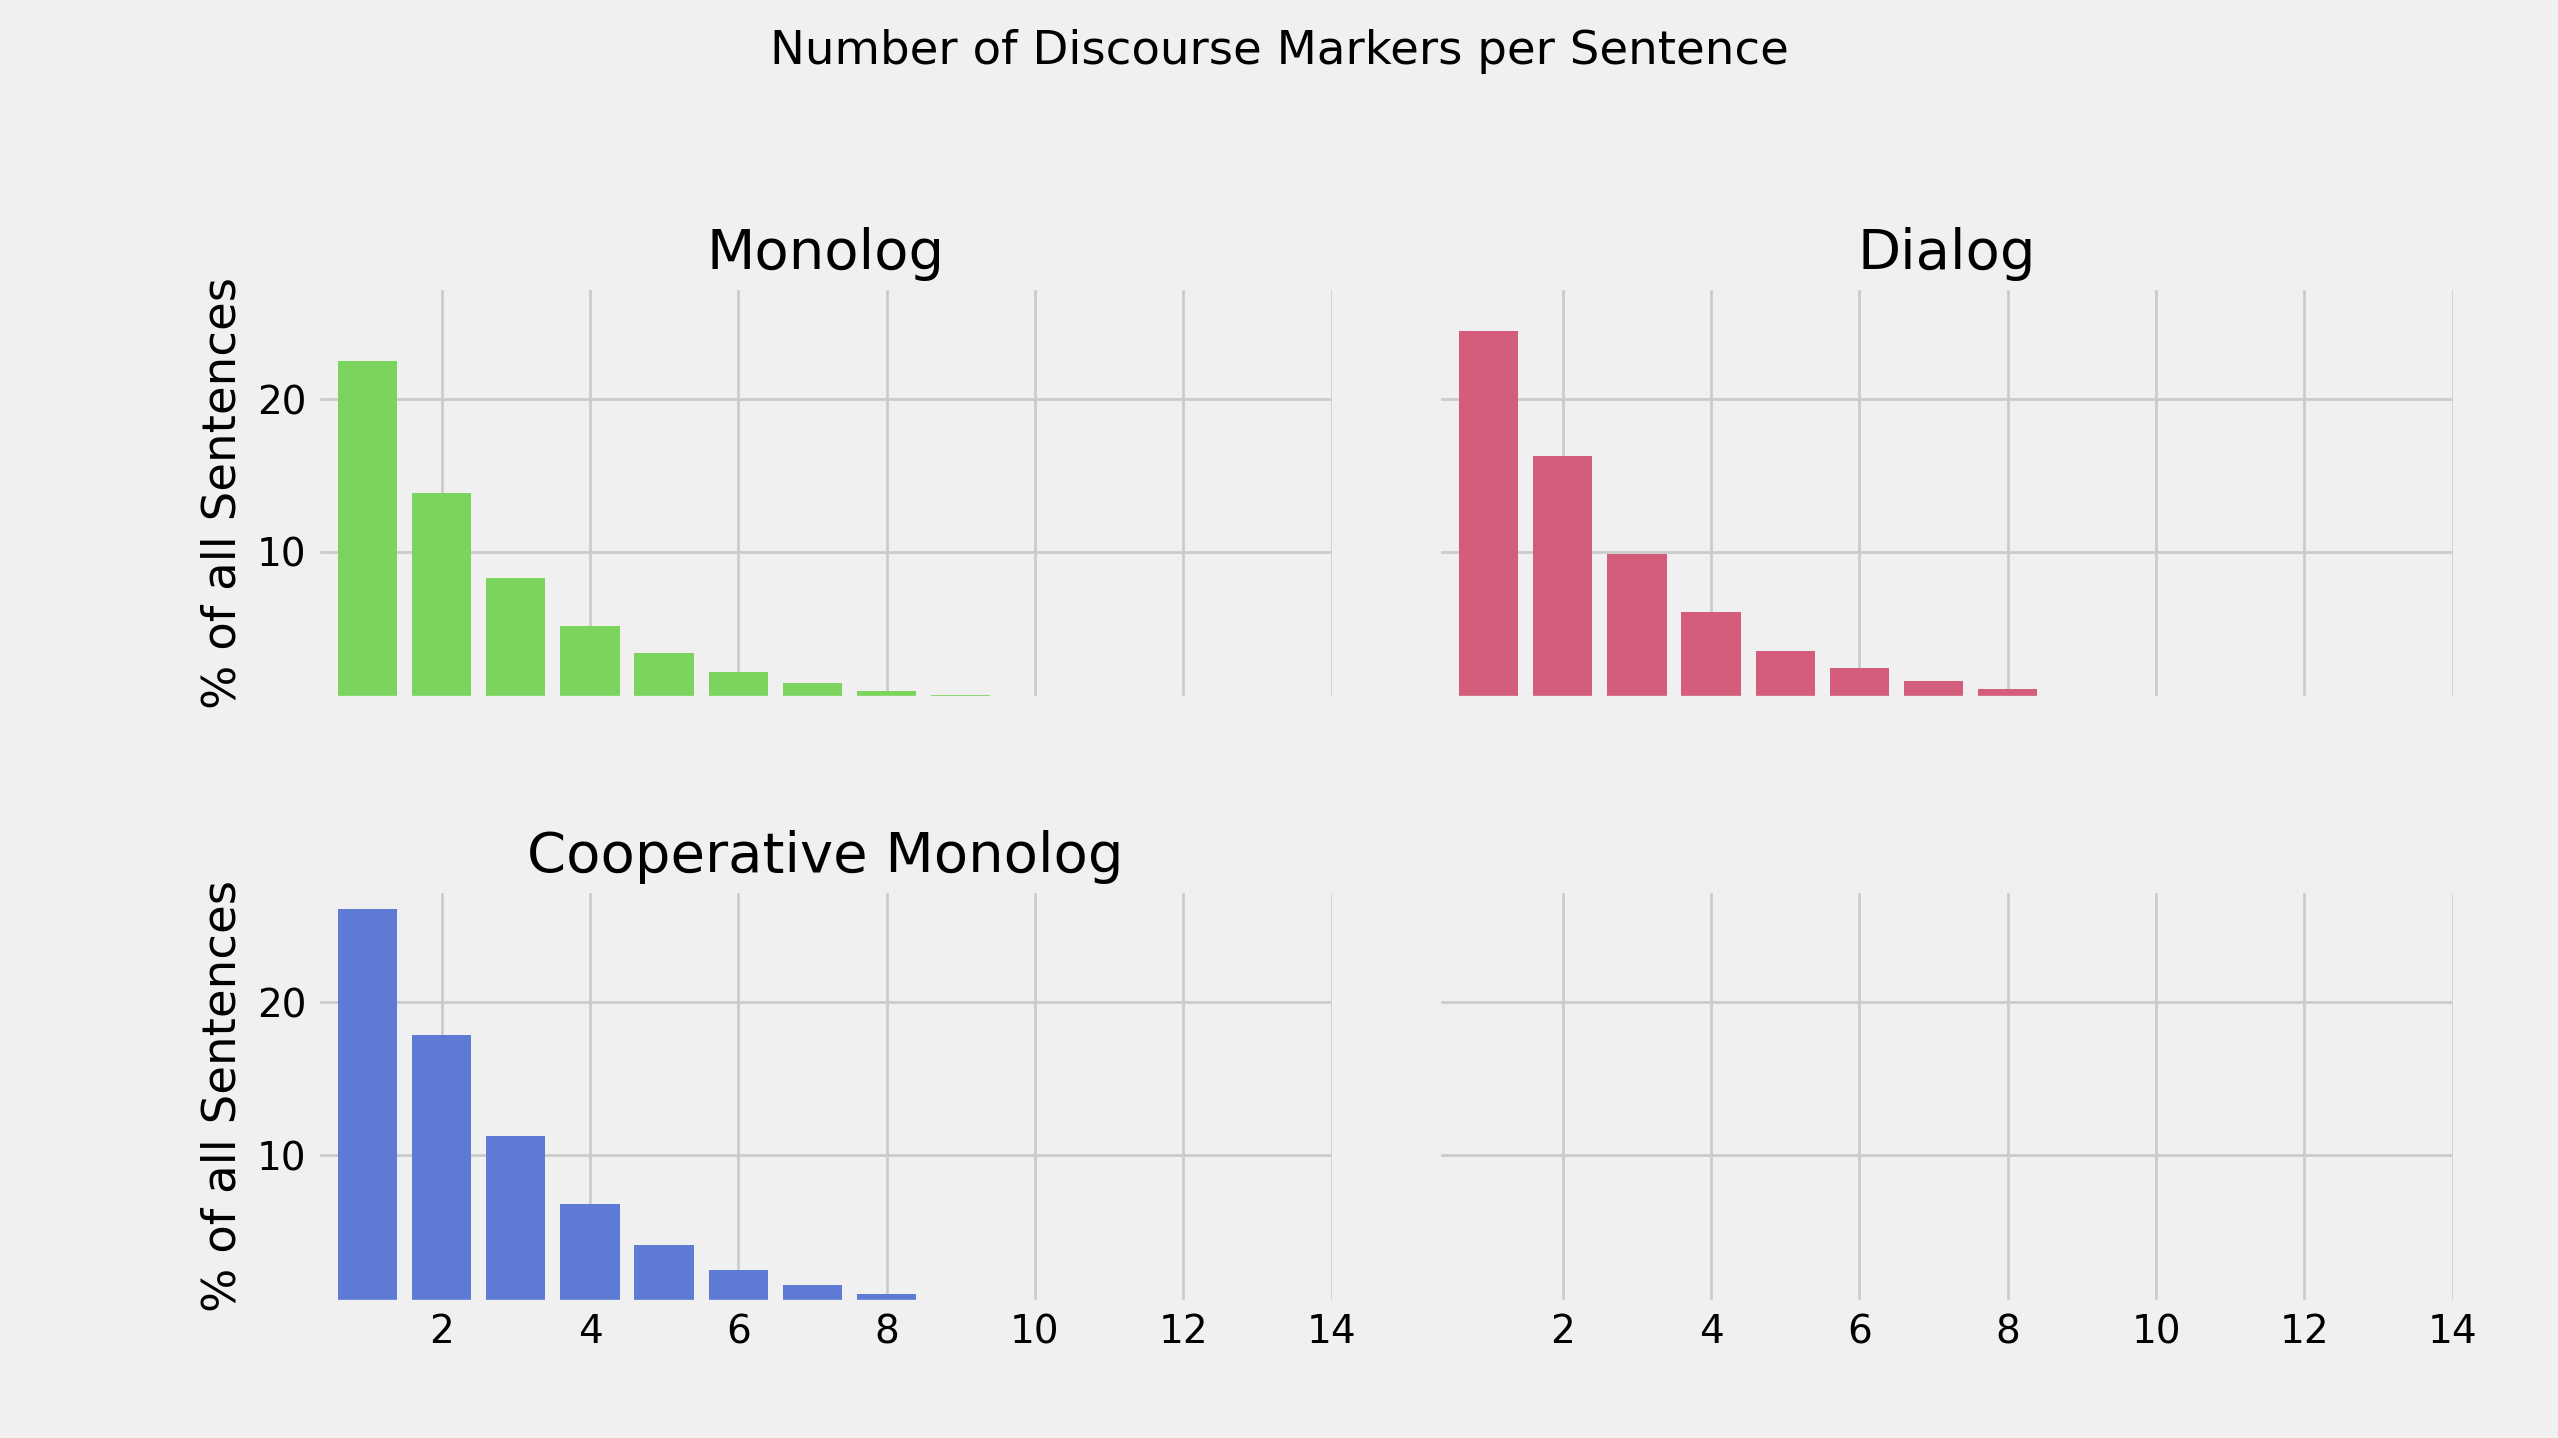 Number of Discourse Markers per Sentence
Monolog
% of all Sentences
20
10
Dialog
Cooperative Monolog
% of all Sentences
20
10
2 4 6 8 10 12 14
2 4 6 8 10 12 14